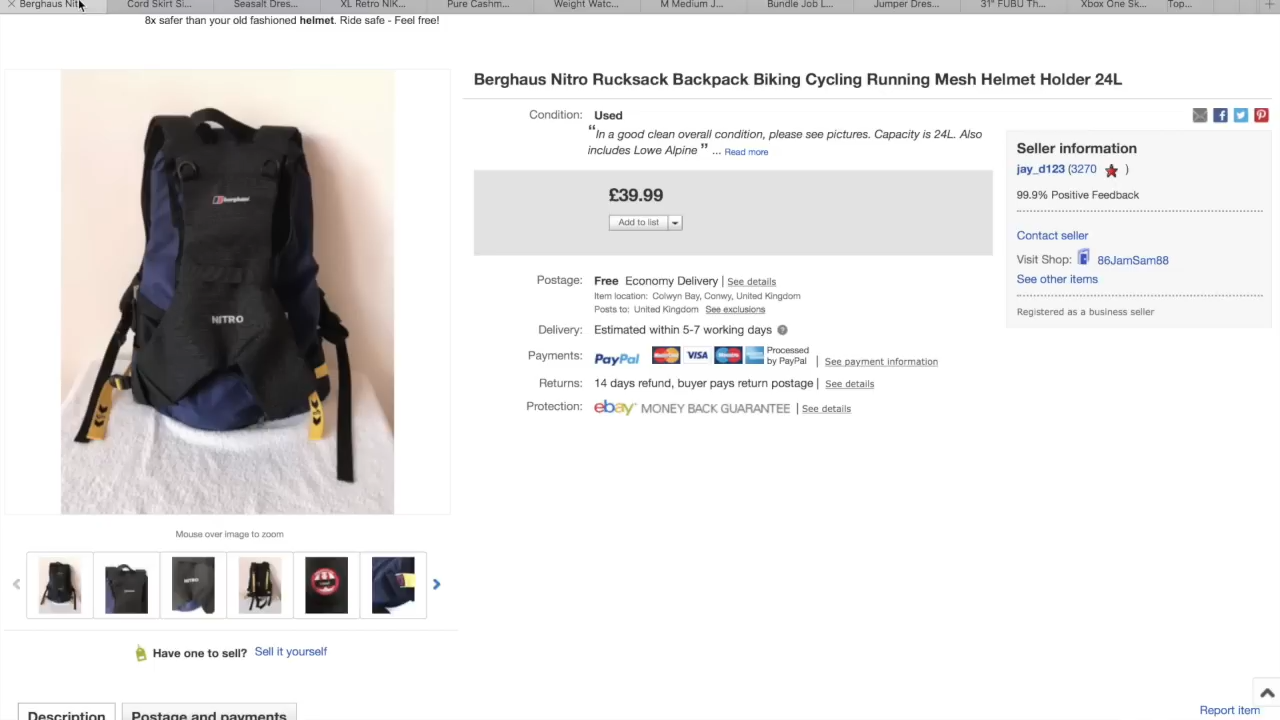 Berghaus Nit
Cord Skirt Si...
Seasalt Dres...
XL Retro NIK...
Pure Cashm...
Weight Watc...
M Medium J...
Bundle Job L...
Jumper Dres...
31" FUBU Th...
Xbox One Sk...
Top...
8x safer than your old fashioned helmet. Ride safe - Feel free!
Berghaus Nitro Rucksack Backpack Biking Cycling Running Mesh Helmet Holder 24L
Condition: Used
“In a good clean overall condition, please see pictures. Capacity is 24L. Also
includes Lowe Alpine ” ... Read more
£39.99
Add to list
Postage: Free Economy Delivery | See details
Item location: Colwyn Bay, Conwy, United Kingdom
Posts to: United Kingdom See exclusions
Delivery: Estimated within 5-7 working days ?
Payments: PayPal MasterCard VISA Maestro Processed
by PayPal | See payment information
Returns: 14 days refund, buyer pays return postage | See details
Protection: ebay MONEY BACK GUARANTEE | See details
Seller information
jay_d123 (3270 )
99.9% Positive Feedback
Contact seller
Visit Shop: 86JamSam88
See other items
Registered as a business seller
berghaus
NITRO
Mouse over image to zoom
NITRO
Have one to sell? Sell it yourself
Description
Postage and payments
Report item